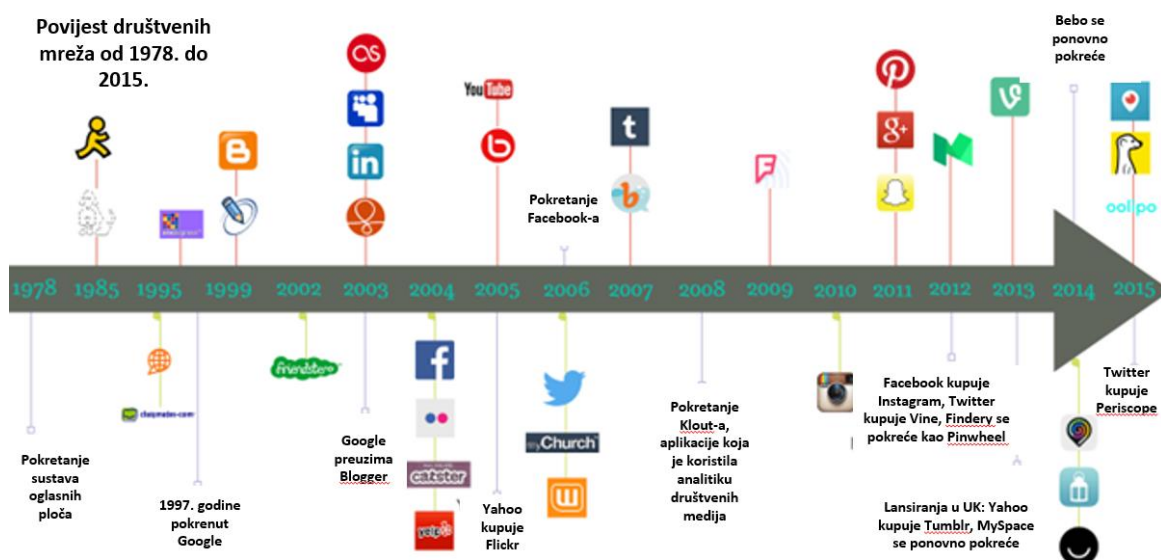 Povijest društvenih
mreža od 1978. do
2015.
Bebo se
ponovno
pokreće
You Tube
Pokretanje
Facebook-a
g+
in
t
oolipo
1978 1985 1995 1999 2002 2003 2004 2005 2006 2007 2008 2009 2010 2011 2012 2013 2014 2015
friendster
classmates.com
Pokretanje
sustava
oglasnih
ploča
1997. godine
pokrenut
Google
Google
preuzima
Blogger
catster
yelp
Yahoo
kupuje
Flickr
myChurch
Pokretanje
Klout-a,
aplikacije koja
je koristila
analitiku
društvenih
medija
Facebook kupuje
Instagram, Twitter
kupuje Vine, Findery se
pokreće kao Pinwheel
Lansiranja u UK: Yahoo
kupuje Tumblr, MySpace
se ponovno pokreće
Twitter
kupuje
Periscope